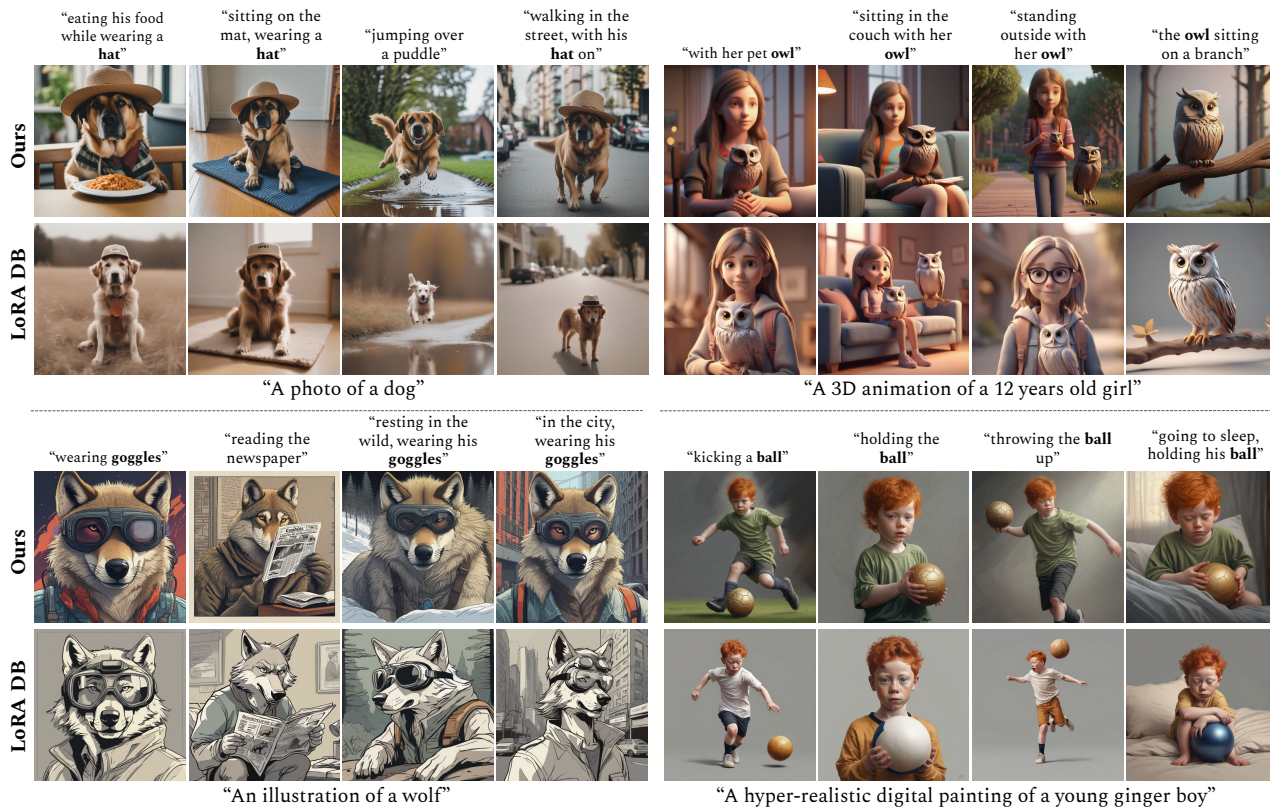 “eating his food
while wearing a
hat”
“sitting on the
mat, wearing a
hat”
“jumping over
a puddle”
“walking in the
street, with his
hat on”
Ours
LoRA DB
“A photo of a dog”
“with her pet owl”
“sitting in the
couch with her
owl”
“standing
outside with
her owl”
“the owl sitting
on a branch”
“A 3D animation of a 12 years old girl”
“wearing goggles”
“reading the
newspaper”
“resting in the
wild, wearing his
goggles”
“in the city,
wearing his
goggles”
Ours
LoRA DB
“An illustration of a wolf”
“kicking a ball”
“holding the
ball”
“throwing the ball
up”
“going to sleep,
holding his ball”
“A hyper-realistic digital painting of a young ginger boy”